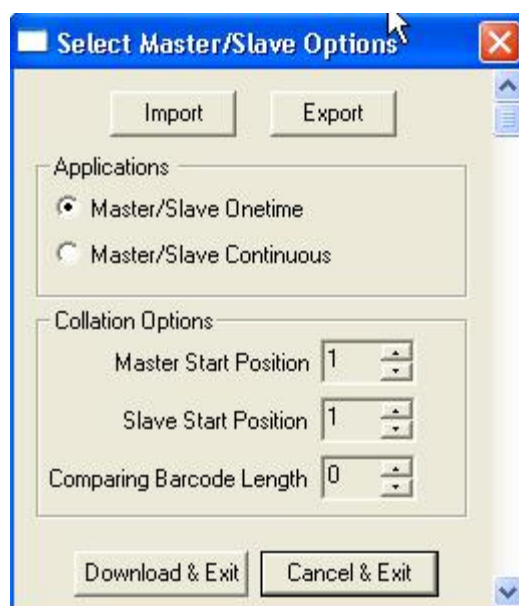 Select Master/Slave Options
Import Export
Applications
Master/Slave Onetime
Master/Slave Continuous
Collation Options
Master Start Position 1
Slave Start Position 1
Comparing Barcode Length 0
Download & Exit Cancel & Exit